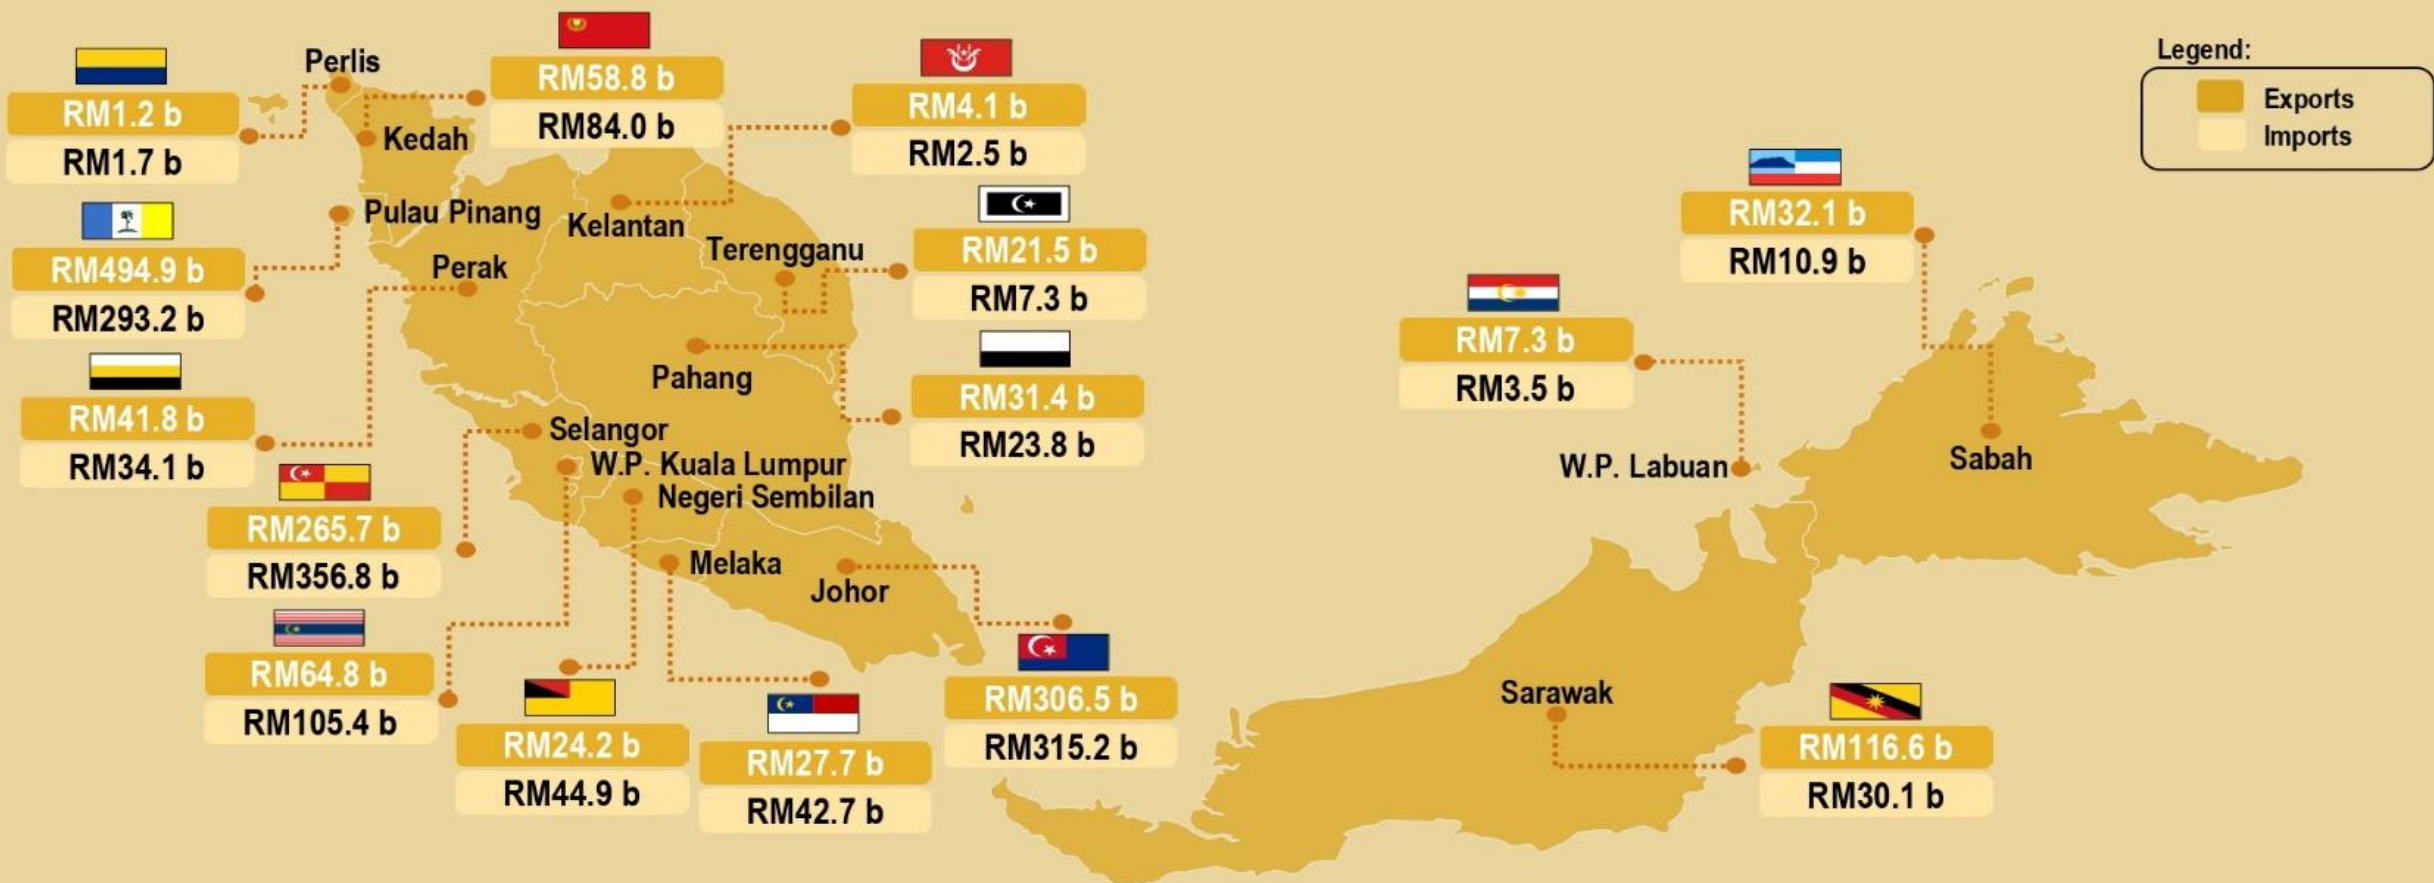 Legend:
Exports
Imports
Perlis
RM1.2 b
RM1.7 b
Kedah
RM58.8 b
RM84.0 b
Pulau Pinang
RM494.9 b
RM293.2 b
Perak
RM41.8 b
RM34.1 b
Kelantan
RM4.1 b
RM2.5 b
Terengganu
RM21.5 b
RM7.3 b
Pahang
RM31.4 b
RM23.8 b
Selangor
RM265.7 b
RM356.8 b
W.P. Kuala Lumpur
RM64.8 b
RM105.4 b
Negeri Sembilan
RM24.2 b
RM44.9 b
Melaka
RM27.7 b
RM42.7 b
Johor
RM306.5 b
RM315.2 b
W.P. Labuan
RM7.3 b
RM3.5 b
Sabah
RM32.1 b
RM10.9 b
Sarawak
RM116.6 b
RM30.1 b